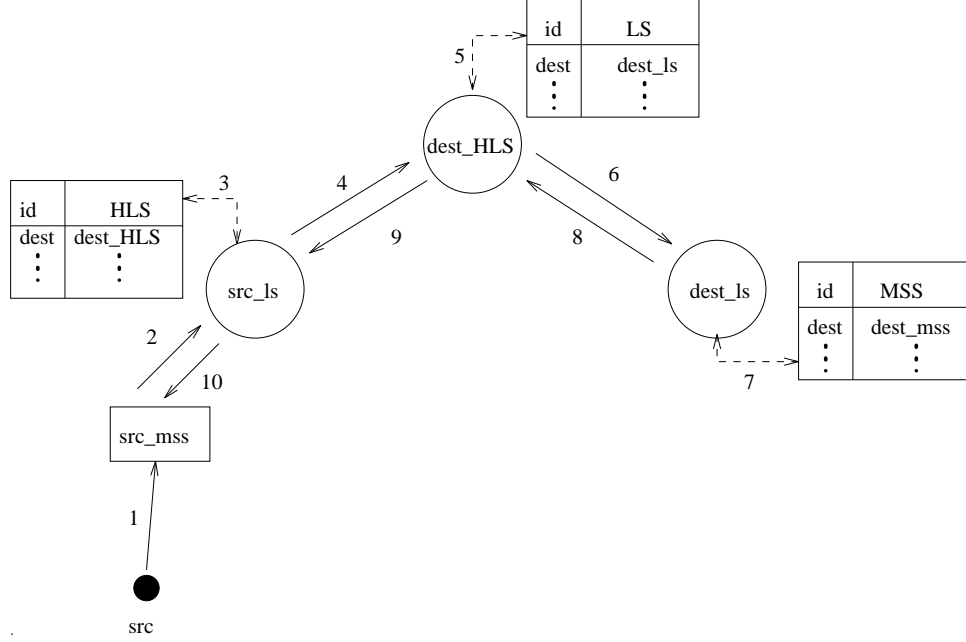 id LS
5
dest dest_ls
dest_HLS
3
4
6
id HLS
dest dest_HLS
9
8
src_ls
dest_ls
id MSS
dest dest_mss
2
10
7
src_mss
1
src